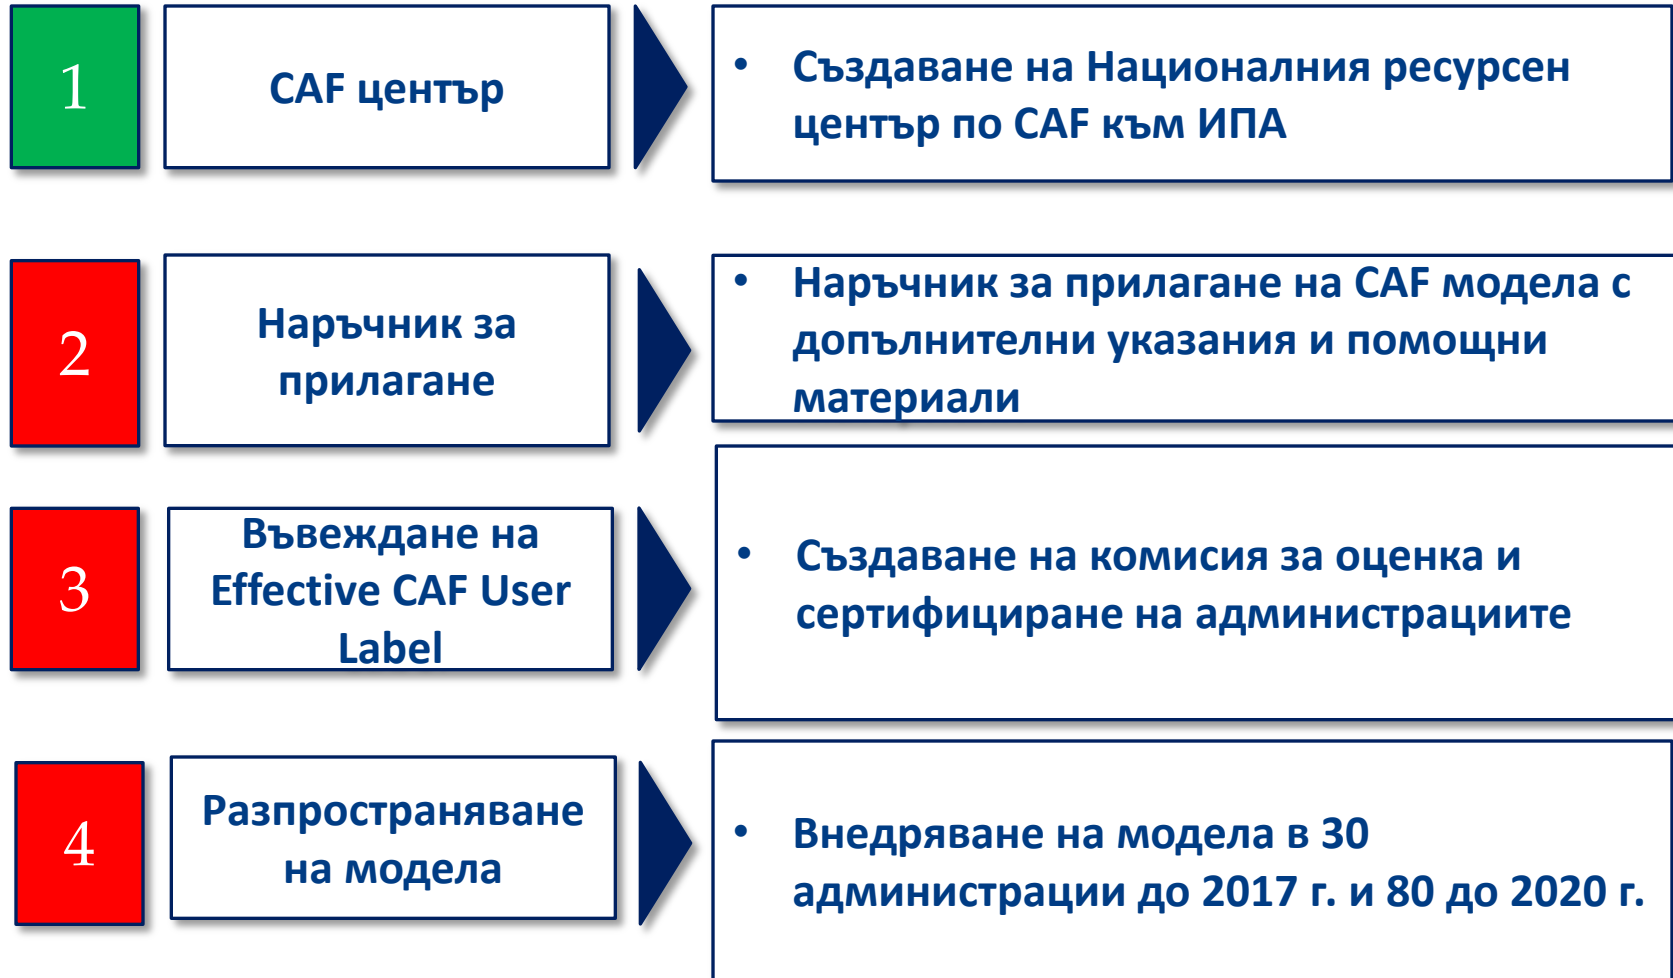 1
CAF център
• Създаване на Националния ресурсен
център по CAF към ИПА
2
Наръчник за
прилагане
• Наръчник за прилагане на CAF модела с
допълнителни указания и помощни
материали
3
Въвеждане на
Effective CAF User
Label
• Създаване на комисия за оценка и
сертифициране на администрациите
4
Разпространяване
на модела
• Внедряване на модела в 30
администрации до 2017 г. и 80 до 2020 г.